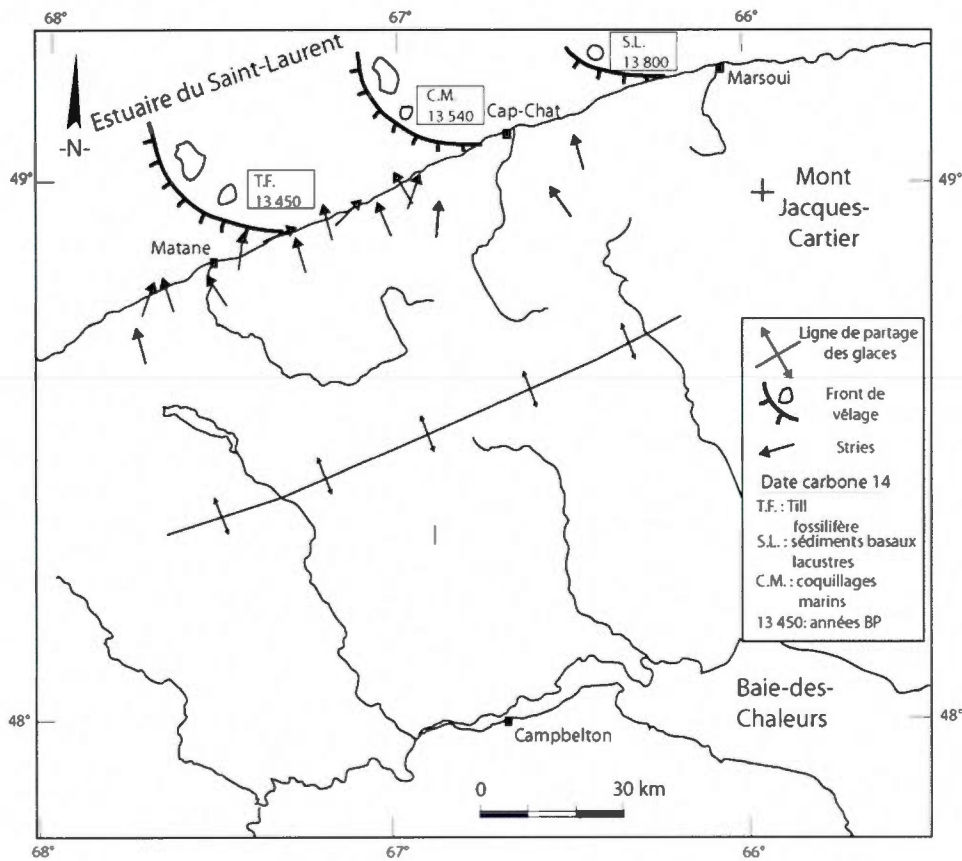 68°
67°
66°
Estuaire du Saint-Laurent
S.L.
13 800
Marsoui
C.M.
13 540
Cap-Chat
-N-
49°
49°
T.F.
13 450
Mont
Jacques-
Cartier
Matane
Ligne de partage
des glaces
Front de
vêlage
Stries
Date carbone 14
T.F. : Till
fossilifère
S.L. : sédiments basaux
lacustres
C.M. : coquillages
marins
13 450: années BP
Baie-des-
Chaleurs
48°
48°
Campbelton
0
30 km
68°
67°
66°